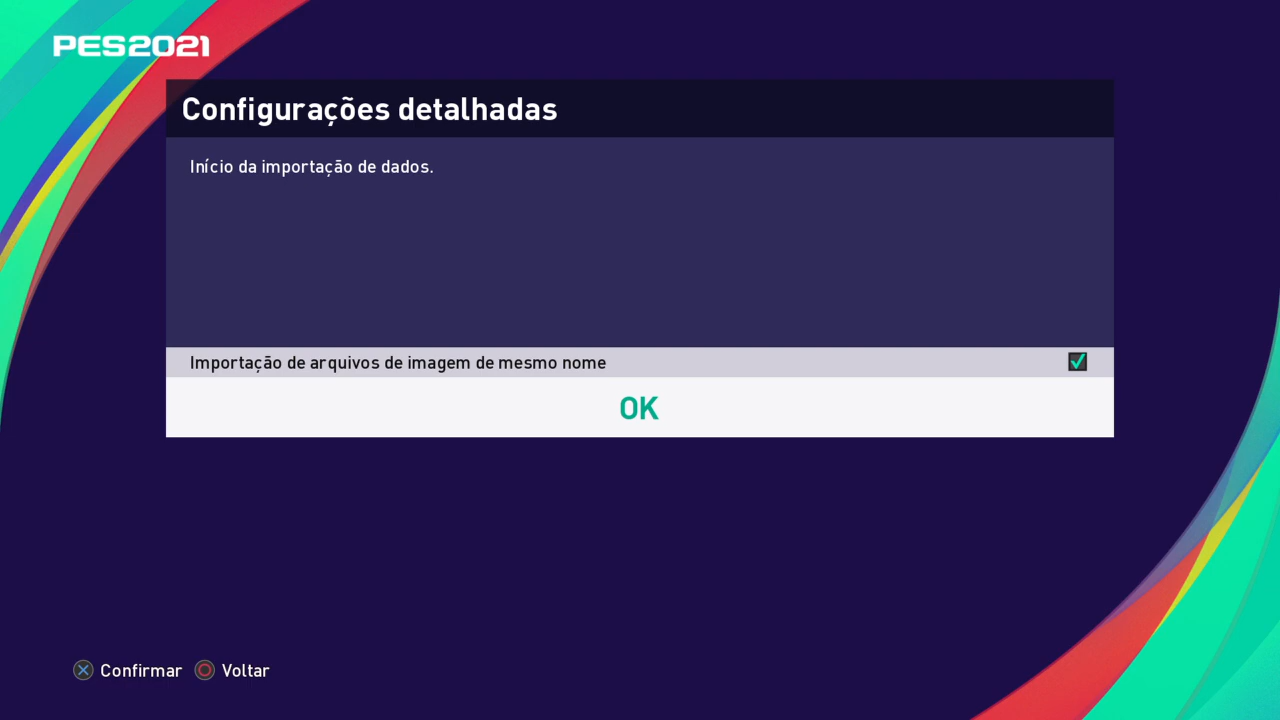 PES2021
Configurações detalhadas
Início da importação de dados.
Importação de arquivos de imagem de mesmo nome
OK
Confirmar Voltar